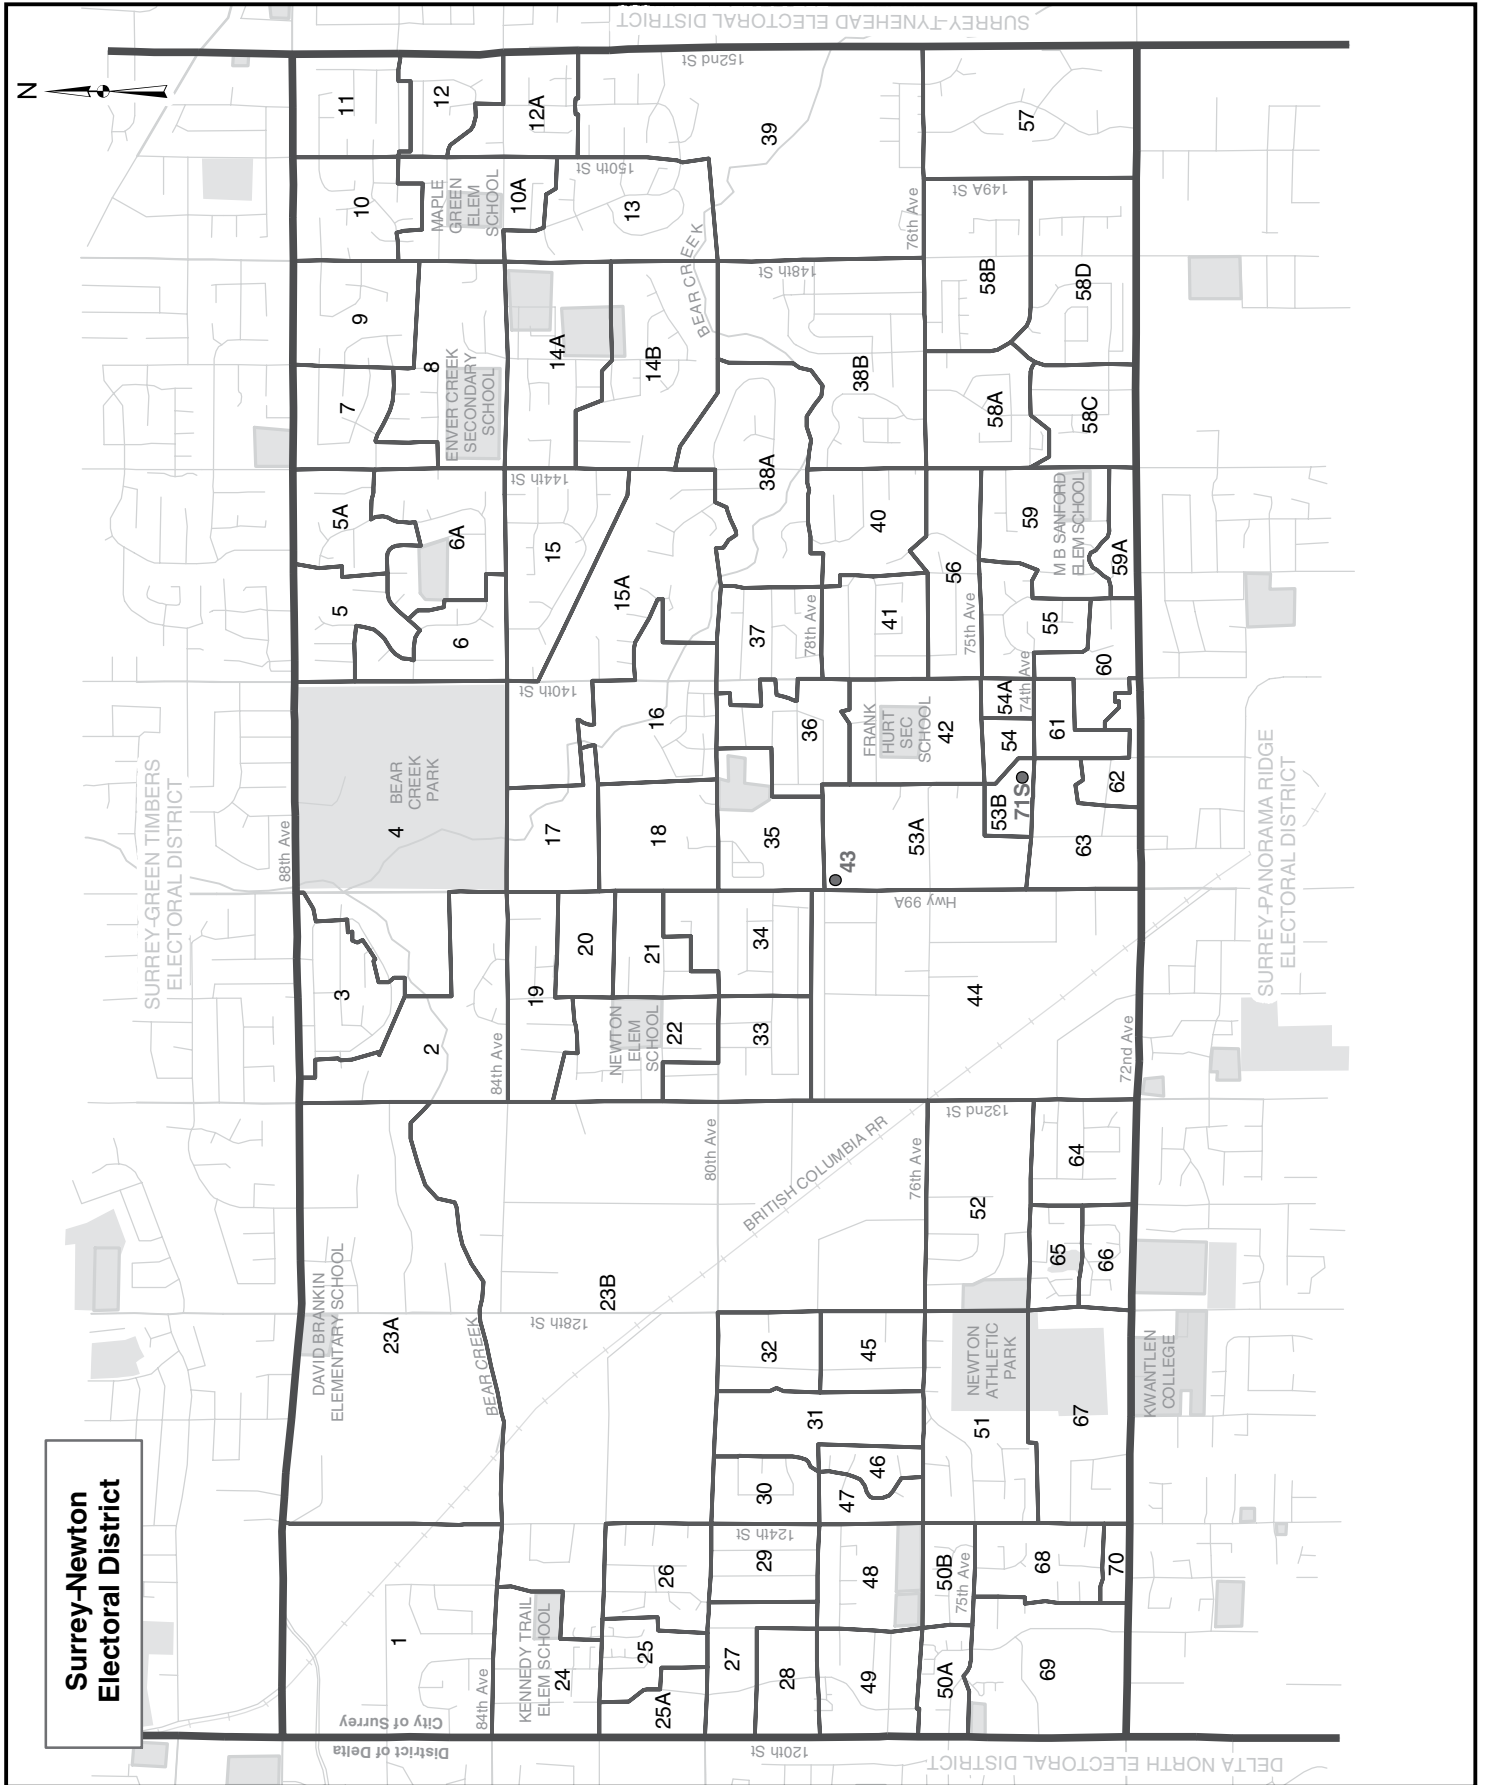 Surrey–Newton
Electoral District
N
SURREY–TYNEHEAD ELECTORAL DISTRICT
152nd St
11
12
12A
39
57
10
MAPLE
GREEN
ELEM
SCHOOL
10A
150th St
13
76th Ave
149A St
BEAR CREEK
148th St
58B
58D
9
8
7
ENVER CREEK
SECONDARY
SCHOOL
14A
14B
38B
58A
58C
144th St
38A
5A
6A
15
40
59
M B SANFORD
ELEM SCHOOL
59A
5
6
15A
37
78th Ave
41
56
75th Ave
55
60
140th St
16
36
FRANK
HURT
SEC
SCHOOL
42
54A
74th Ave
54
61
62
BEAR
CREEK
PARK
4
88th Ave
SURREY–GREEN TIMBERS
ELECTORAL DISTRICT
17
18
35
43
53A
53B
71S
63
Hwy 99A
SURREY–PANORAMA RIDGE
ELECTORAL DISTRICT
3
2
84th Ave
19
20
21
NEWTON
ELEM
SCHOOL
22
34
33
44
72nd Ave
132nd St
80th Ave
BRITISH COLUMBIA RR
76th Ave
52
64
65
66
DAVID BRANKIN
ELEMENTARY SCHOOL
23A
BEAR CREEK
128th St
23B
32
45
31
30
46
47
NEWTON
ATHLETIC
PARK
51
67
KWANTLEN
COLLEGE
124th St
1
84th Ave
KENNEDY TRAIL
ELEM SCHOOL
24
26
25
25A
29
27
28
48
49
50B
75th Ave
50A
68
70
69
City of Surrey
District of Delta
120th St
DELTA NORTH ELECTORAL DISTRICT